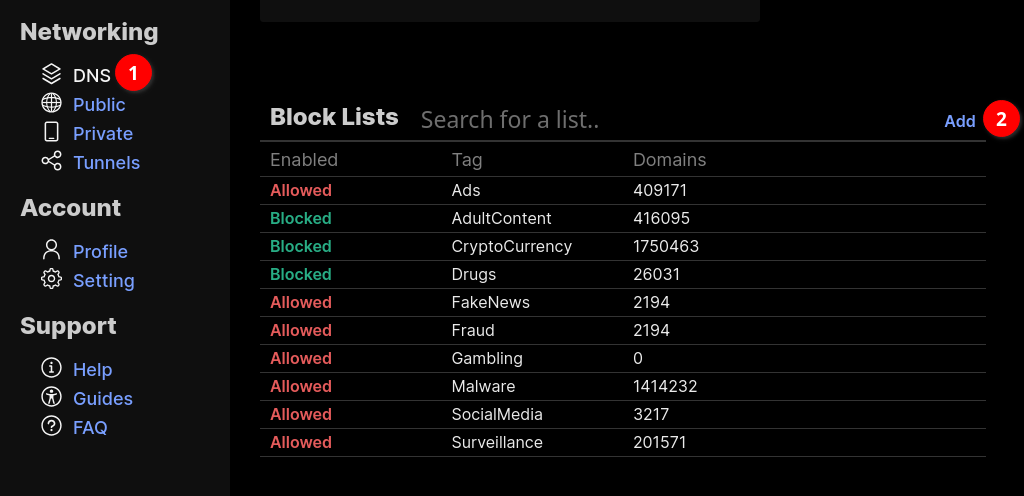 Networking
DNS 1
Public
Private
Tunnels
Account
Profile
Setting
Support
Help
Guides
FAQ
Block Lists Search for a list.. Add 2
Enabled Tag Domains
Allowed Ads 409171
Blocked AdultContent 416095
Blocked CryptoCurrency 1750463
Blocked Drugs 26031
Allowed FakeNews 2194
Allowed Fraud 2194
Allowed Gambling 0
Allowed Malware 1414232
Allowed SocialMedia 3217
Allowed Surveillance 201571